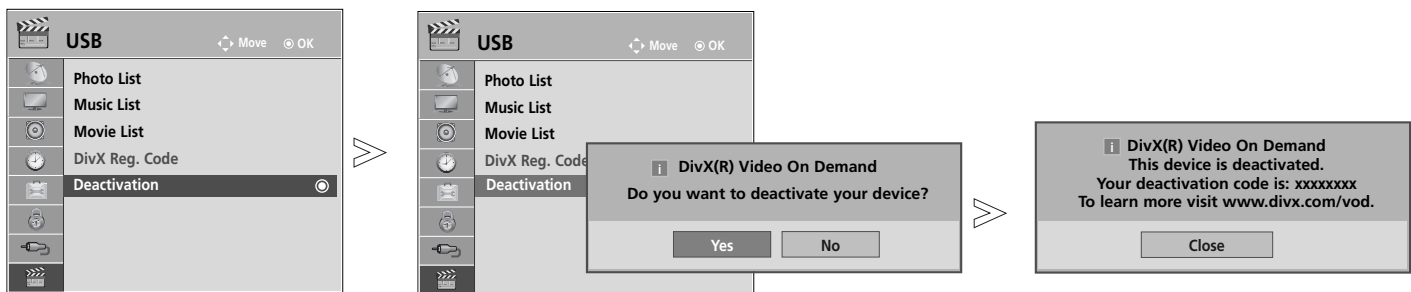 USB
Move OK
Photo List
Music List
Movie List
DivX Reg. Code
Deactivation
USB
Move OK
Photo List
Music List
Movie List
DivX Reg. Code
Deactivation
i DivX(R) Video On Demand
Do you want to deactivate your device?
Yes No
i DivX(R) Video On Demand
This device is deactivated.
Your deactivation code is: xxxxxxxx
To learn more visit www.divx.com/vod.
Close